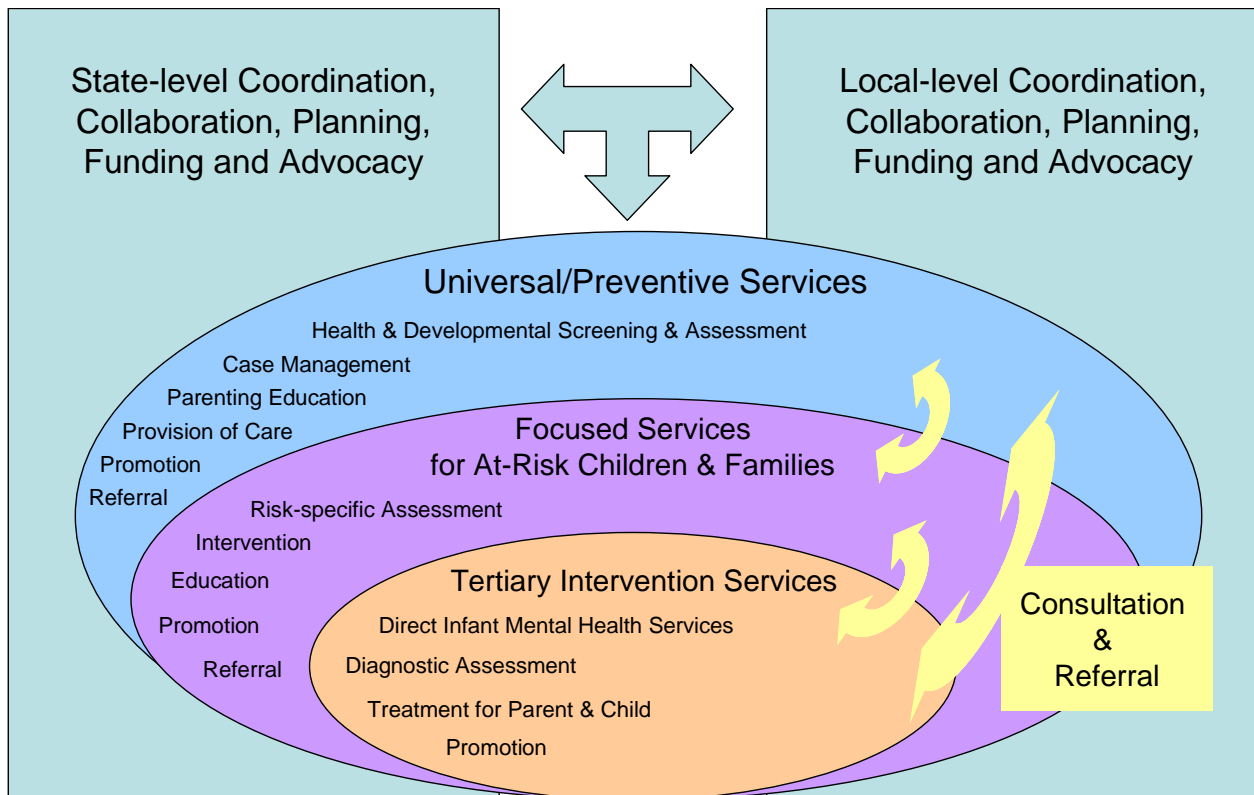 State-level Coordination,
Collaboration, Planning,
Funding and Advocacy
Local-level Coordination,
Collaboration, Planning,
Funding and Advocacy
Universal/Preventive Services
Health & Developmental Screening & Assessment
Case Management
Parenting Education
Provision of Care
Promotion
Referral
Focused Services
for At-Risk Children & Families
Risk-specific Assessment
Intervention
Education
Promotion
Referral
Tertiary Intervention Services
Direct Infant Mental Health Services
Diagnostic Assessment
Treatment for Parent & Child
Promotion
Consultation
&
Referral